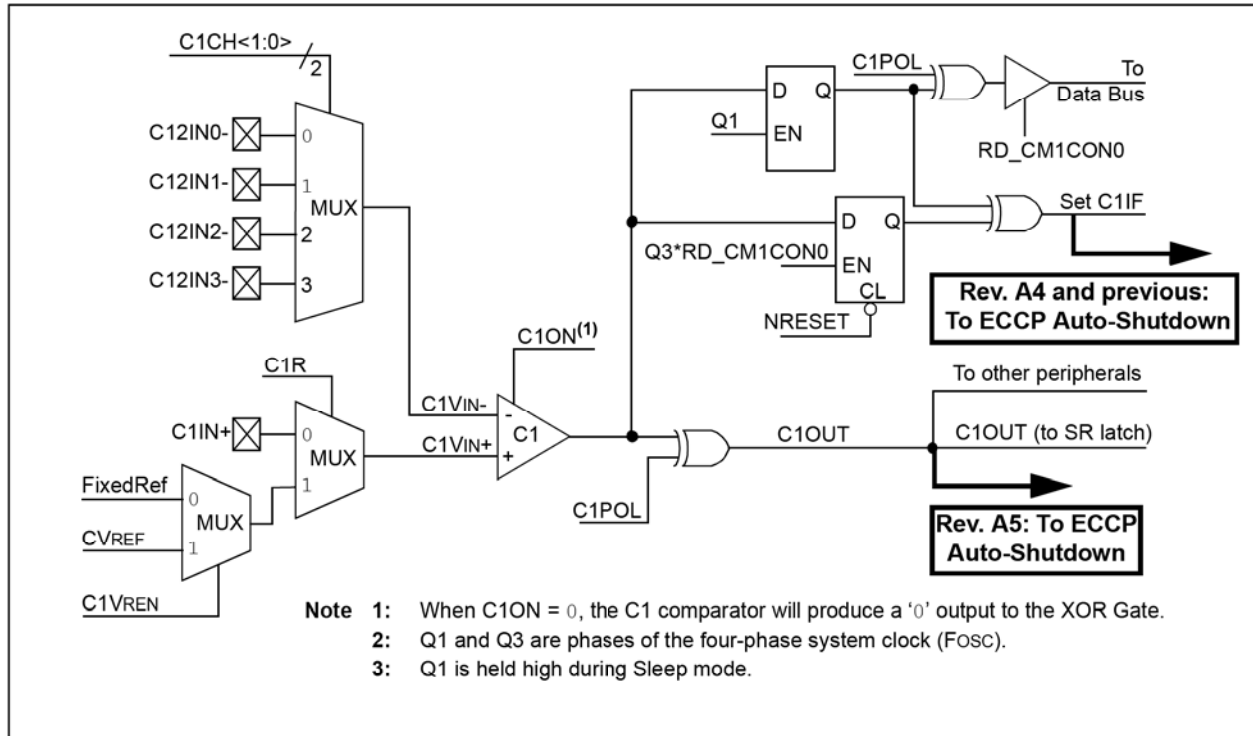 C1CH<1:0>
2
C12IN0-
0
C12IN1-
1
MUX
C12IN2-
2
C12IN3-
3
C1R
C1IN+
0
MUX
1
FixedRef
0
MUX
CVREF
1
C1VREN
C1ON(1)
C1VIN-
-
C1
C1VIN+
+
D
Q
Q1
EN
C1POL
To
Data Bus
RD_CM1CON0
D
Q
Q3*RD_CM1CON0
EN
CL
NRESET
Set C1IF
Rev. A4 and previous:
To ECCP Auto-Shutdown
To other peripherals
C1OUT
C1OUT (to SR latch)
C1POL
Rev. A5: To ECCP
Auto-Shutdown
Note 1: When C1ON = 0, the C1 comparator will produce a ‘0’ output to the XOR Gate.
2: Q1 and Q3 are phases of the four-phase system clock (FOSC).
3: Q1 is held high during Sleep mode.